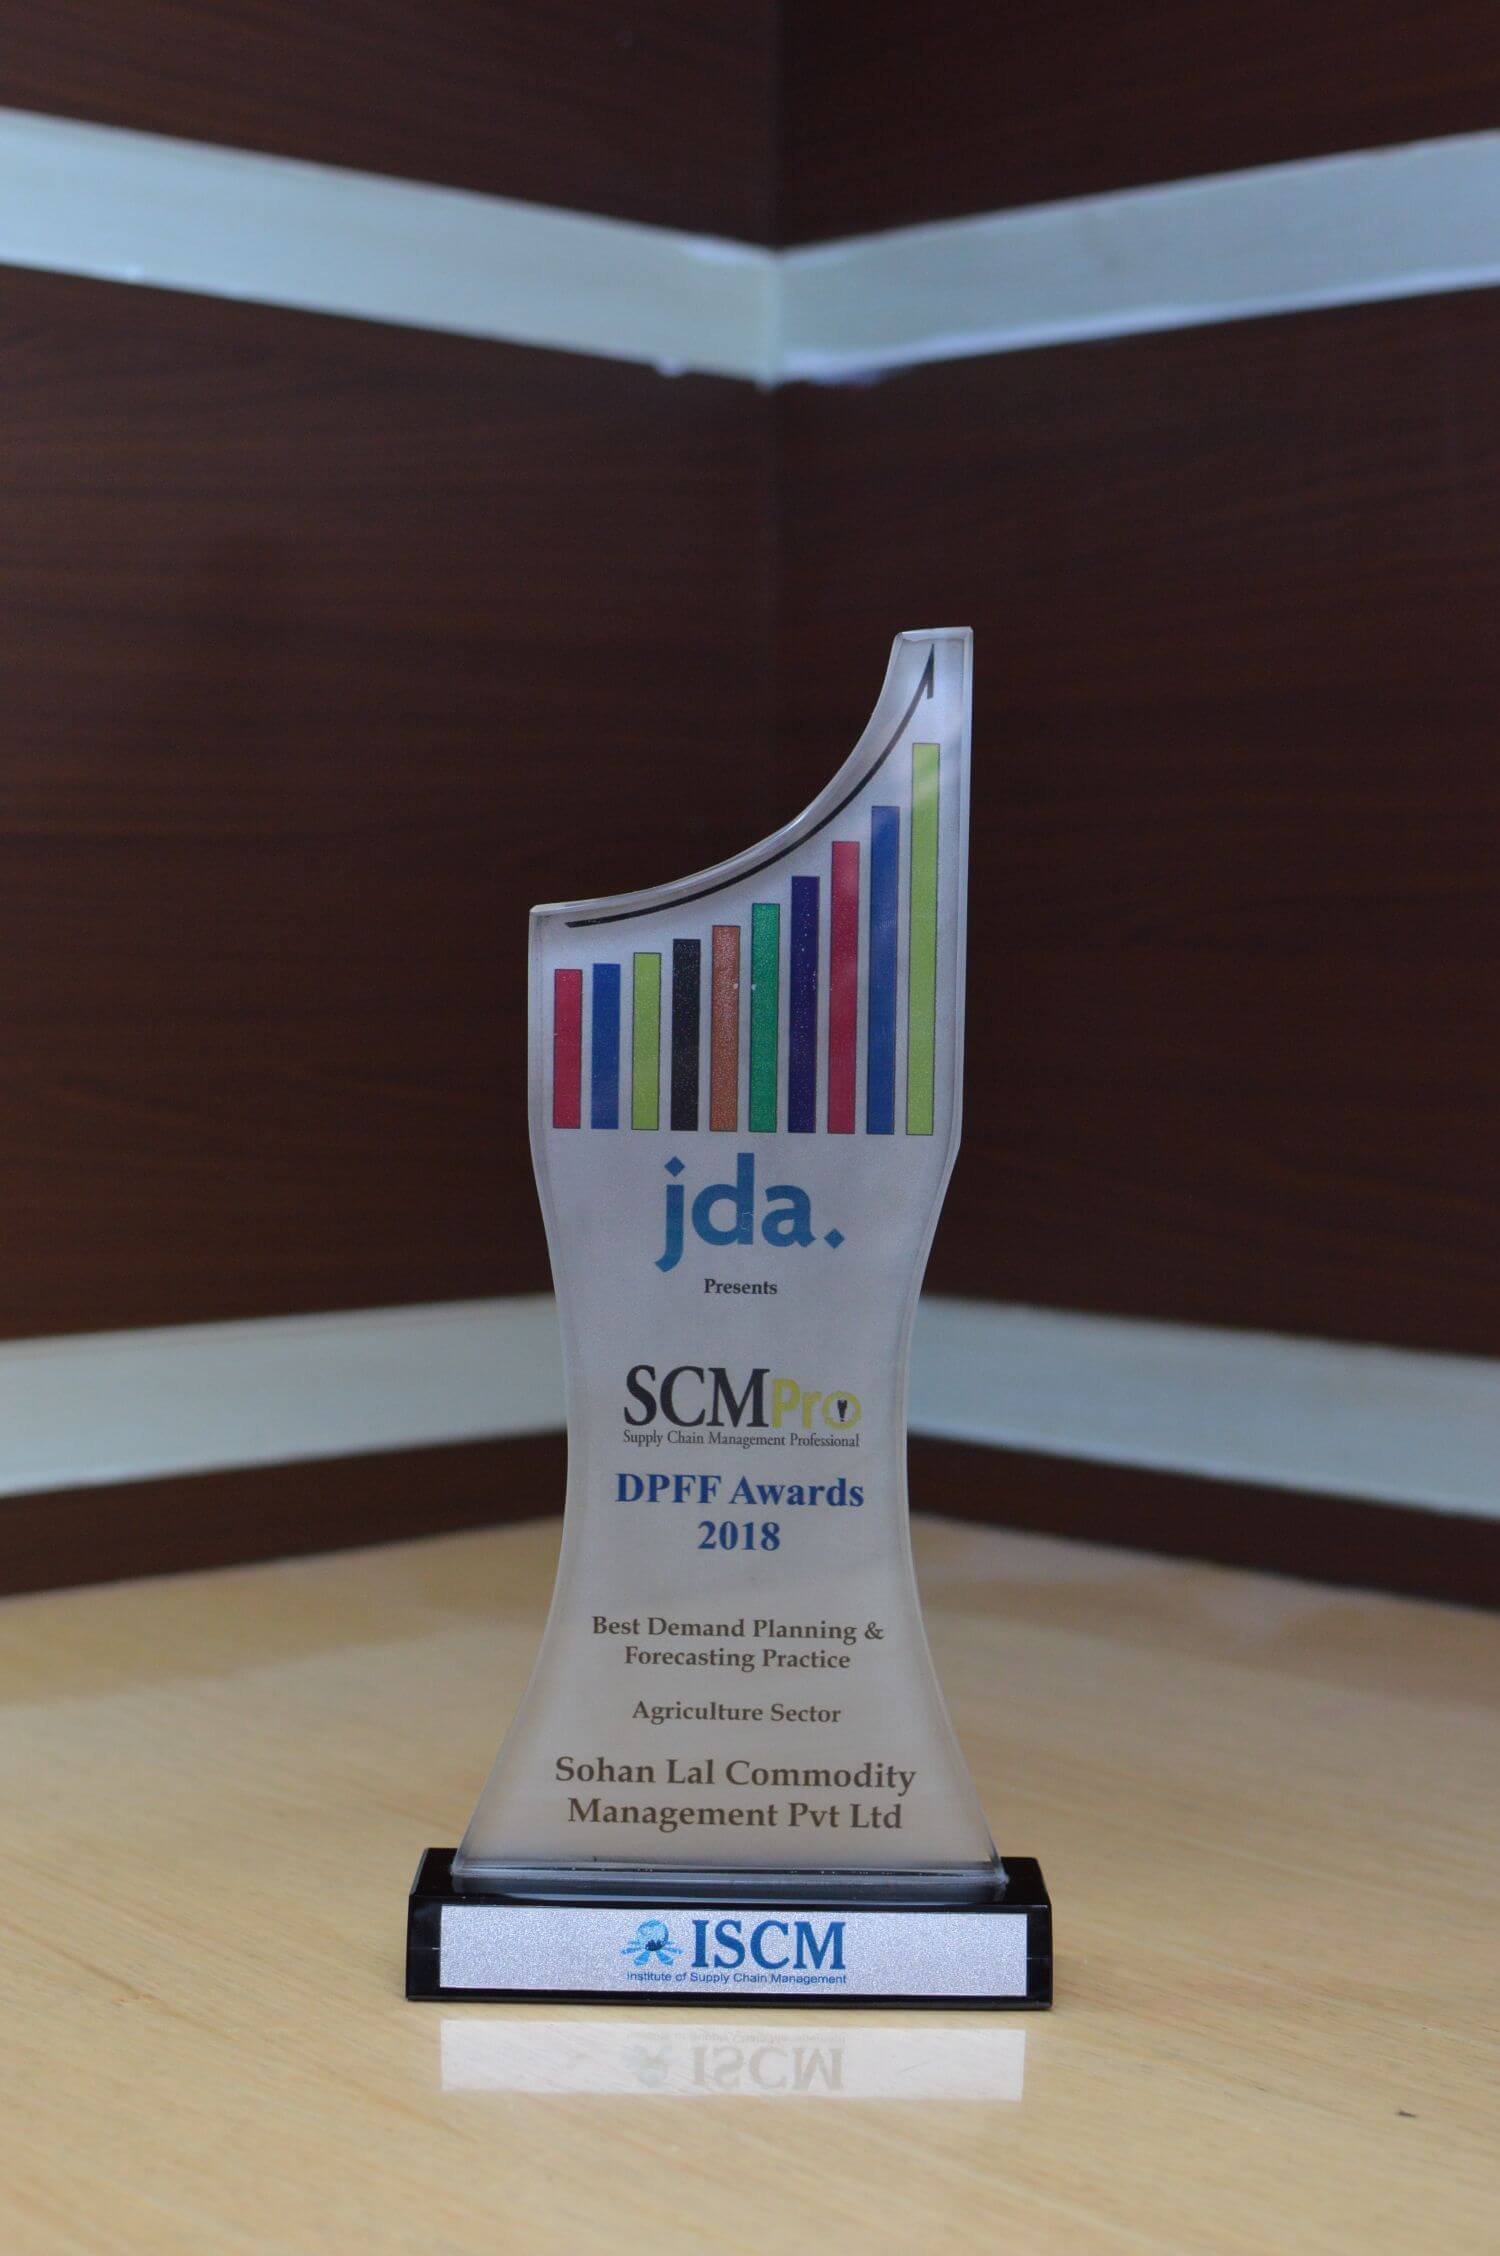 jda.
Presents
SCMPro
Supply Chain Management Professional
DPFF Awards
2018
Best Demand Planning &
Forecasting Practice
Agriculture Sector
Sohan Lal Commodity
Management Pvt Ltd
ISCM
Institute of Supply Chain Management